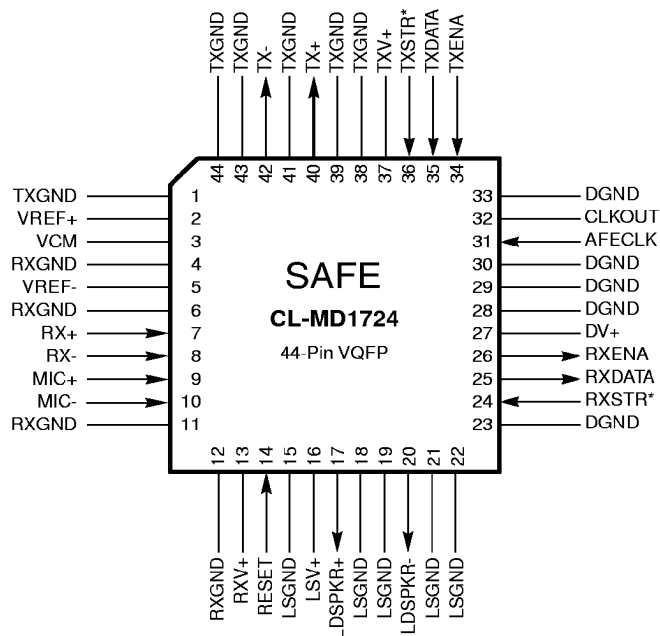 TXGND
TXGND
TX-
TXGND
TX+
TXGND
TXGND
TXV+
TXSTR*
TXDATA
TXENA
44
43
42
41
40
39
38
37
36
35
34
TXGND 1
VREF+ 2
VCM 3
RXGND 4
VREF- 5
RXGND 6
RX+ 7
RX- 8
MIC+ 9
MIC- 10
RXGND 11
SAFE
CL-MD1724
44-Pin VQFP
33 DGND
32 CLKOUT
31 AFECLK
30 DGND
29 DGND
28 DGND
27 DV+
26 RXENA
25 RXDATA
24 RXSTR*
23 DGND
12
13
14
15
16
17
18
19
20
21
22
RXGND
RXV+
RESET
LSGND
LSV+
LDSPKR+
LSGND
LSGND
LDSPKR-
LSGND
LSGND